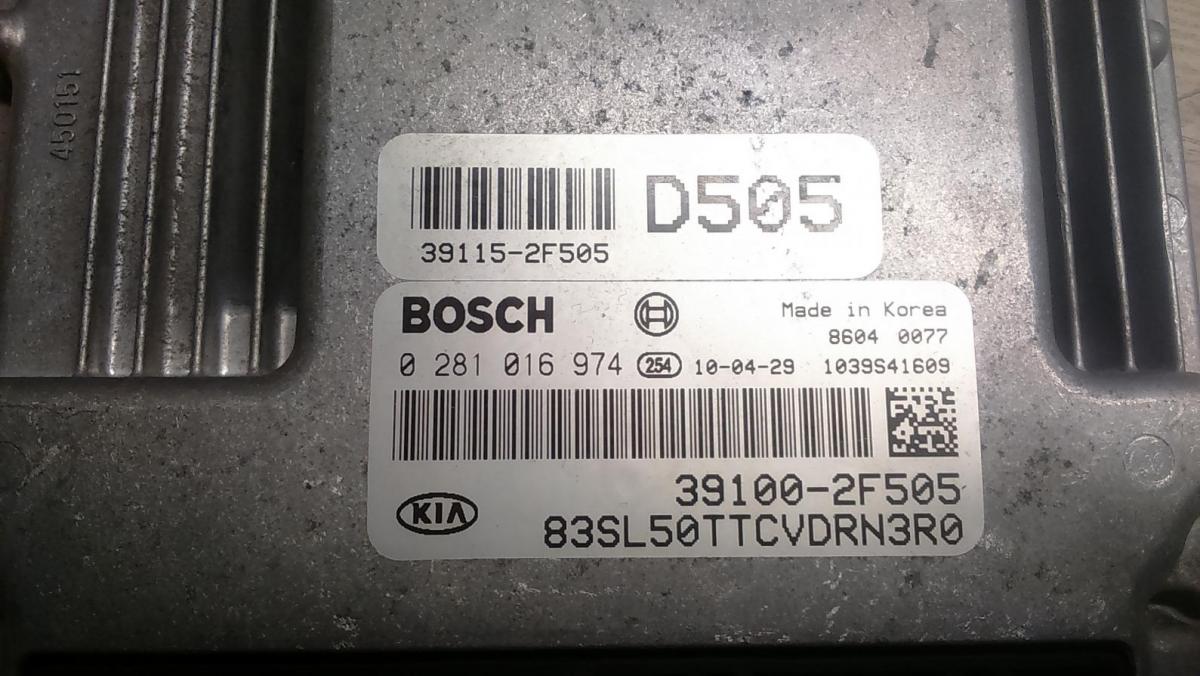 450151
D505
39115-2F505
BOSCH
Made in Korea
8604 0077
0 281 016 974 254 10-04-29 1039S41609
39100-2F505
KIA
83SL50TTCVDRN3R0